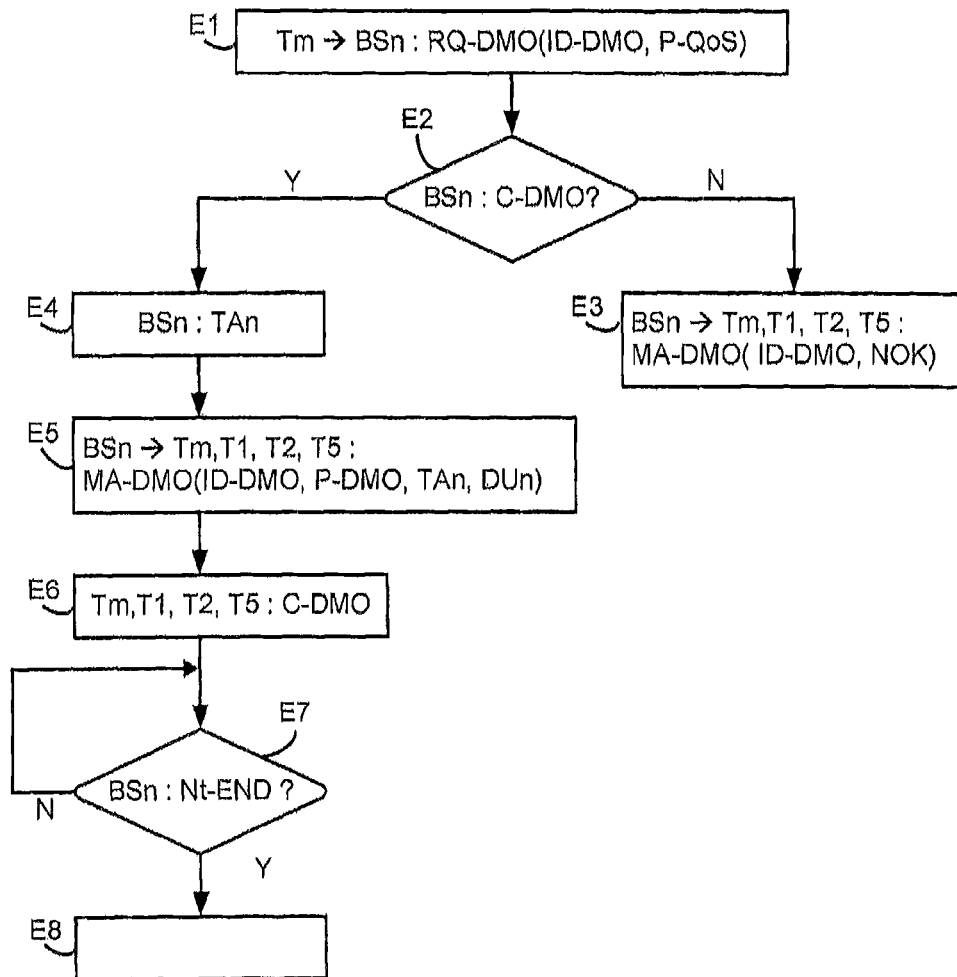 E1
Tm → BSn : RQ-DMO(ID-DMO, P-QoS)
E2
BSn : C-DMO?
Y
N
E4
BSn : TAn
E3
BSn → Tm,T1, T2, T5 :
MA-DMO( ID-DMO, NOK)
E5
BSn → Tm,T1, T2, T5 :
MA-DMO(ID-DMO, P-DMO, TAn, DUn)
E6
Tm,T1, T2, T5 : C-DMO
E7
BSn : Nt-END ?
N
Y
E8